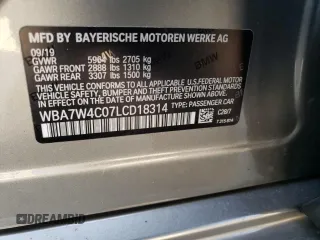 MFD BY BAYERISCHE MOTOREN WERKE AG
09/19
GVWR 5964 lbs 2705 kg
GAWR FRONT 2888 lbs 1310 kg
GAWR REAR 3307 lbs 1500 kg
THIS VEHICLE CONFORMS TO ALL APPLICABLE U.S. FEDERAL MOTOR
VEHICLE SAFETY, BUMPER, AND THEFT PREVENTION STANDARDS IN
EFFECT ON THE DATE OF MANUFACTURE SHOWN ABOVE.
WBA7W4C07LCD18314 TYPE: PASSENGER CAR
BMW
DRIVEBIDDER